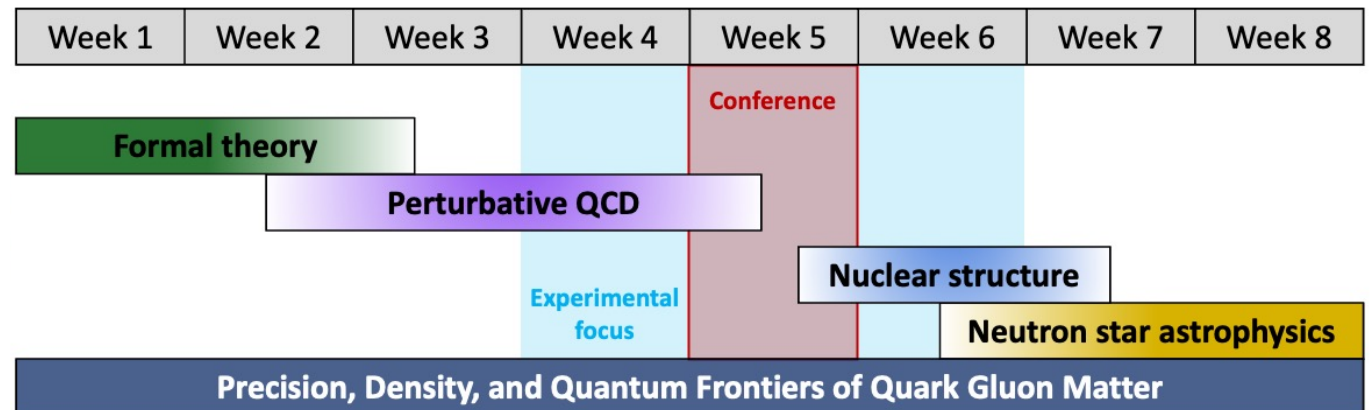 Week 1 Week 2 Week 3 Week 4 Week 5 Week 6 Week 7 Week 8
Conference
Formal theory
Perturbative QCD
Nuclear structure
Experimental
focus
Neutron star astrophysics
Precision, Density, and Quantum Frontiers of Quark Gluon Matter